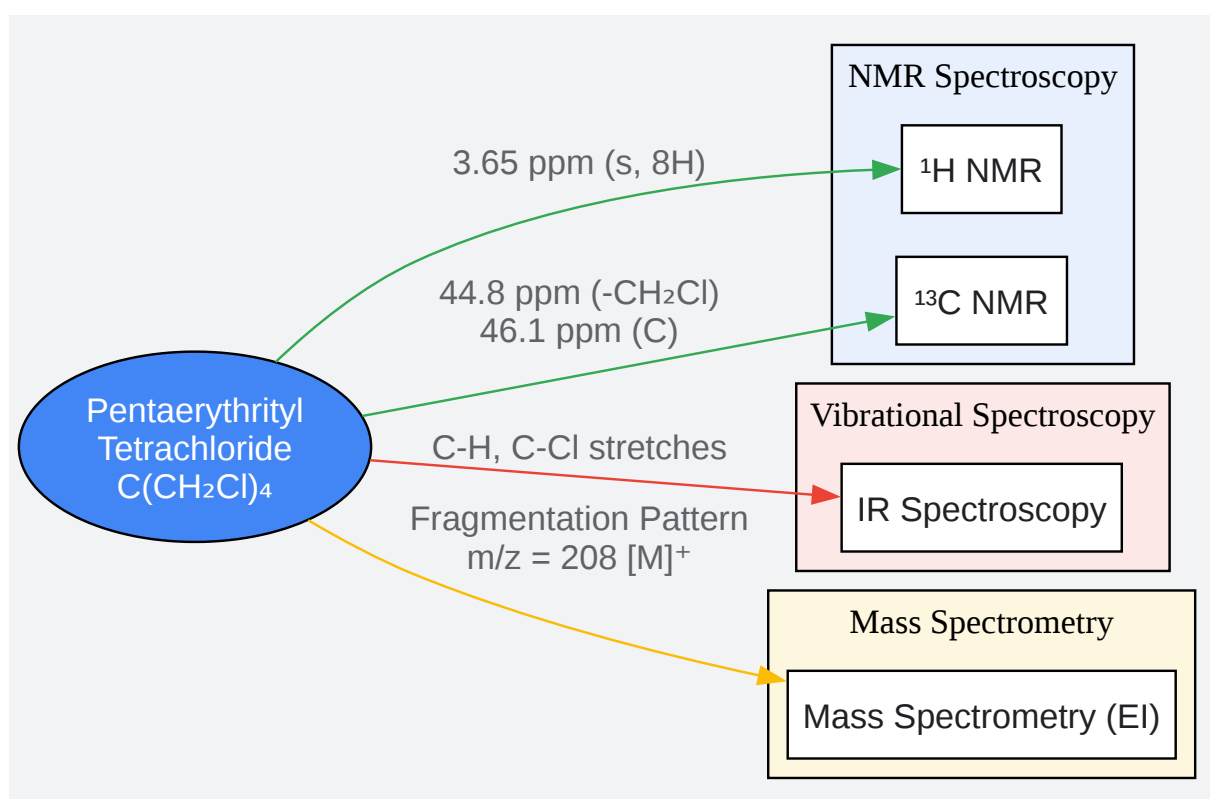 NMR Spectroscopy
3.65 ppm (s, 8H)
¹H NMR
44.8 ppm (-CH₂Cl)
46.1 ppm (C)
¹³C NMR
Pentaerythrityl
Tetrachloride
C(CH₂Cl)₄
Vibrational Spectroscopy
C-H, C-Cl stretches
IR Spectroscopy
Fragmentation Pattern
m/z = 208 [M]⁺
Mass Spectrometry
Mass Spectrometry (EI)